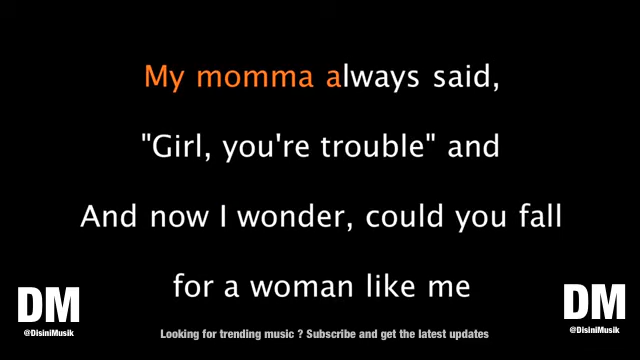 My momma always said,
"Girl, you're trouble" and
And now I wonder, could you fall
for a woman like me
DM
@DisiniMusik
DM
@DisiniMusik
Looking for trending music ? Subscribe and get the latest updates